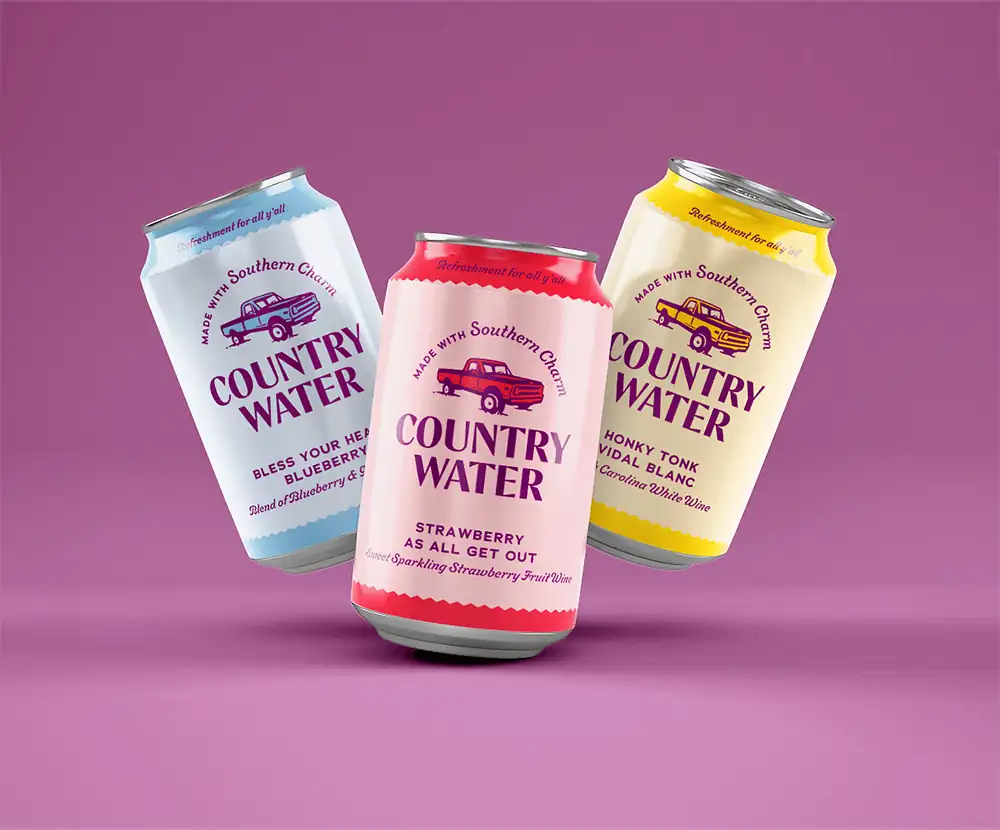 Refreshment for all y'all
MADE WITH Southern Charm
COUNTRY
WATER
BLESS YOUR HEA
BLUEBERRY
Blend of Blueberry &
Refreshment for all y'all
MADE WITH Southern Charm
COUNTRY
WATER
STRAWBERRY
AS ALL GET OUT
Sweet Sparkling Strawberry Fruit Wine
Refreshment for all y'all
MADE WITH Southern Charm
COUNTRY
WATER
HONKY TONK
VIDAL BLANC
Carolina White Wine